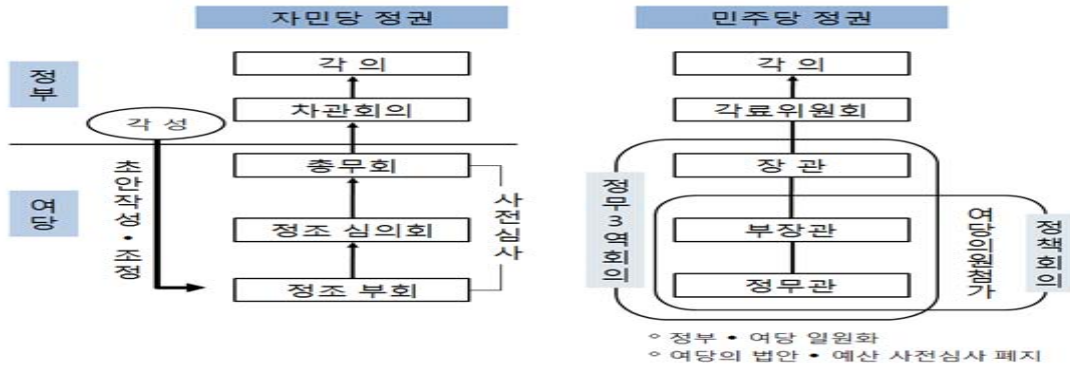 자민당 정권
민주당 정권
정부
각 의
차관회의
각 성
여당
초안작성・조정
총무회
정조 심의회
정조 부회
사전심사
각 의
각료위원회
장 관
부장관
정무관
정무3역회의
여당의원첨가
정책회의
◦ 정부 • 여당 일원화
◦ 여당의 법안 • 예산 사전심사 폐지